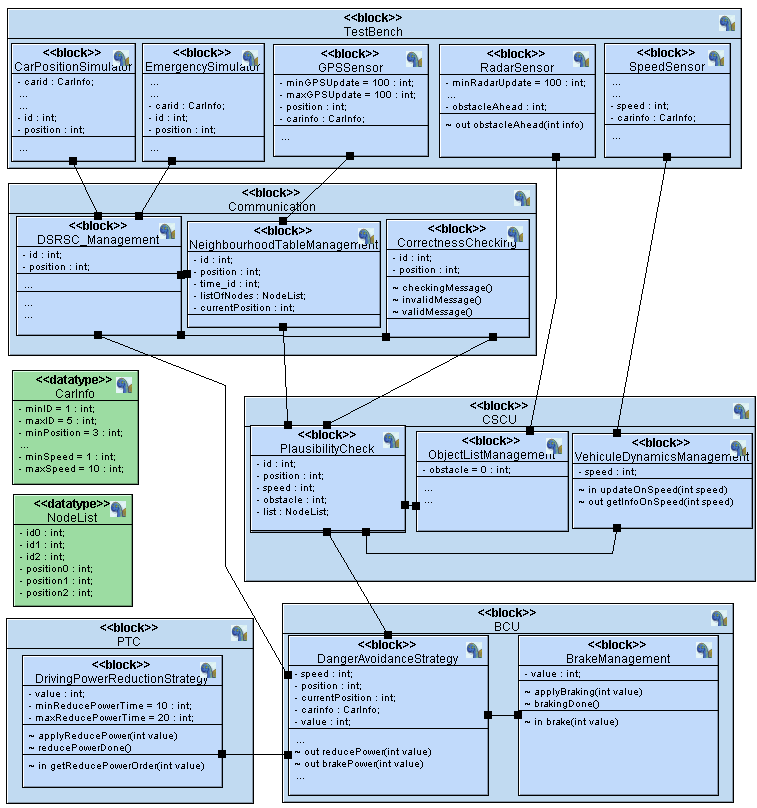 <<block>>
TestBench
<<block>>
CarPositionSimulator
- carid : CarInfo;
...
...
- id : int;
- position : int;
...
<<block>>
EmergencySimulator
...
...
- carid : CarInfo;
- id : int;
- position : int;
...
<<block>>
GPSSensor
- minGPSUpdate = 100 : int;
- maxGPSUpdate = 100 : int;
- position : int;
- carinfo : CarInfo;
...
<<block>>
RadarSensor
- minRadarUpdate = 100 : int;
...
- obstacleAhead : int;
~ out obstacleAhead(int info)
<<block>>
SpeedSensor
...
...
- speed : int;
- carinfo : CarInfo;
...
<<block>>
Communication
<<block>>
DSRSC_Management
- id : int;
- position : int;
...
...
...
<<block>>
NeighbourhoodTableManagement
- id : int;
- position : int;
- time_id : int;
- listOfNodes : NodeList;
- currentPosition : int;
<<block>>
CorrectnessChecking
- id : int;
- position : int;
~ checkingMessage()
~ invalidMessage()
~ validMessage()
<<datatype>>
CarInfo
- minID = 1 : int;
- maxID = 5 : int;
- minPosition = 3 : int;
...
- minSpeed = 1 : int;
- maxSpeed = 10 : int;
<<datatype>>
NodeList
- id0 : int;
- id1 : int;
- id2 : int;
- position0 : int;
- position1 : int;
- position2 : int;
<<block>>
CSCU
<<block>>
PlausibilityCheck
- id : int;
- position : int;
- speed : int;
- obstacle : int;
- list : NodeList;
<<block>>
ObjectListManagement
- obstacle = 0 : int;
...
...
<<block>>
VehiculeDynamicsManagement
- speed : int;
~ in updateOnSpeed(int speed)
~ out getInfoOnSpeed(int speed)
<<block>>
PTC
<<block>>
DrivingPowerReductionStrategy
- value : int;
- minReducePowerTime = 10 : int;
- maxReducePowerTime = 20 : int;
~ applyReducePower(int value)
~ reducePowerDone()
~ in getReducePowerOrder(int value)
<<block>>
BCU
<<block>>
DangerAvoidanceStrategy
- speed : int;
- position : int;
- currentPosition : int;
- carinfo : CarInfo;
- value : int;
...
~ out reducePower(int value)
~ out brakePower(int value)
...
<<block>>
BrakeManagement
- value : int;
~ applyBraking(int value)
~ brakingDone()
~ in brake(int value)